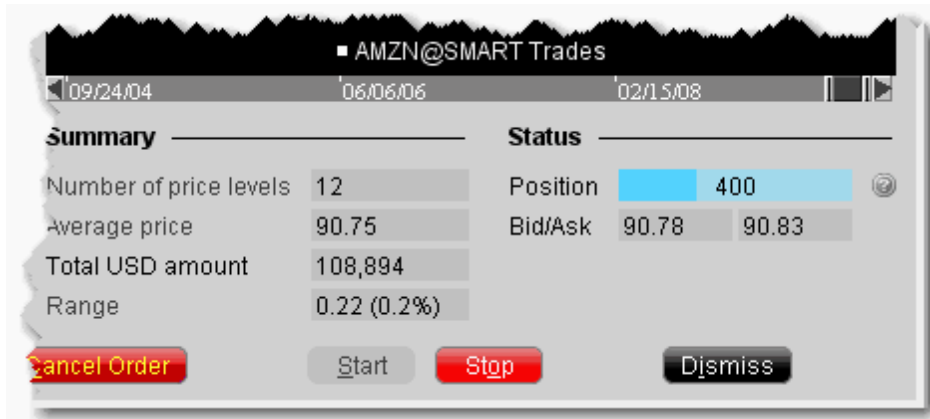 AMZN@SMART Trades
09/24/04 06/06/06 02/15/08
Summary
Number of price levels 12
Average price 90.75
Total USD amount 108,894
Range 0.22 (0.2%)
Status
Position 400
Bid/Ask 90.78 90.83
Cancel Order Start Stop Dismiss